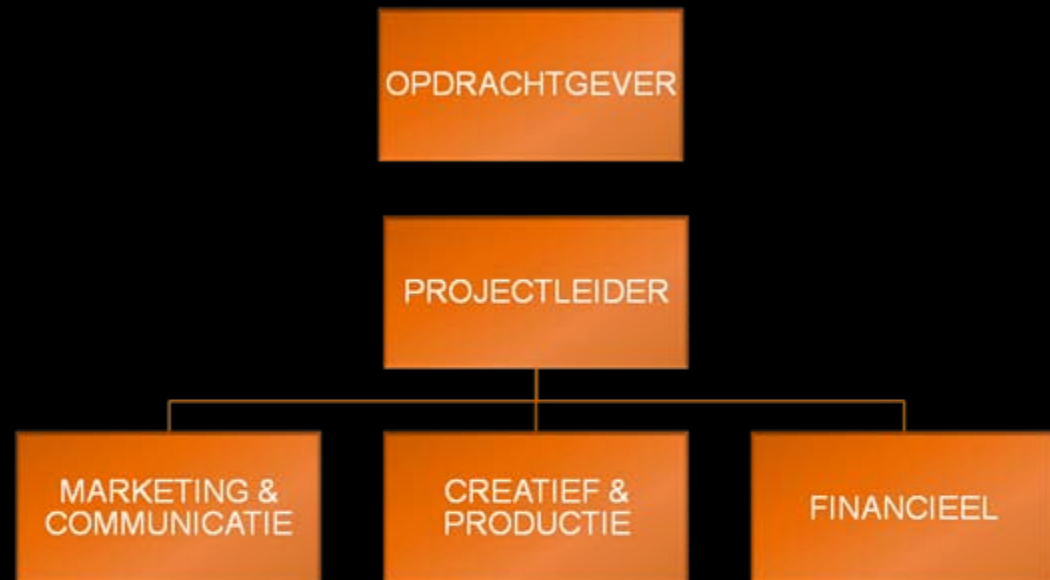 OPDRACHTGEVER
PROJECTLEIDER
MARKETING &
COMMUNICATIE
CREATIEF &
PRODUCTIE
FINANCIEEL